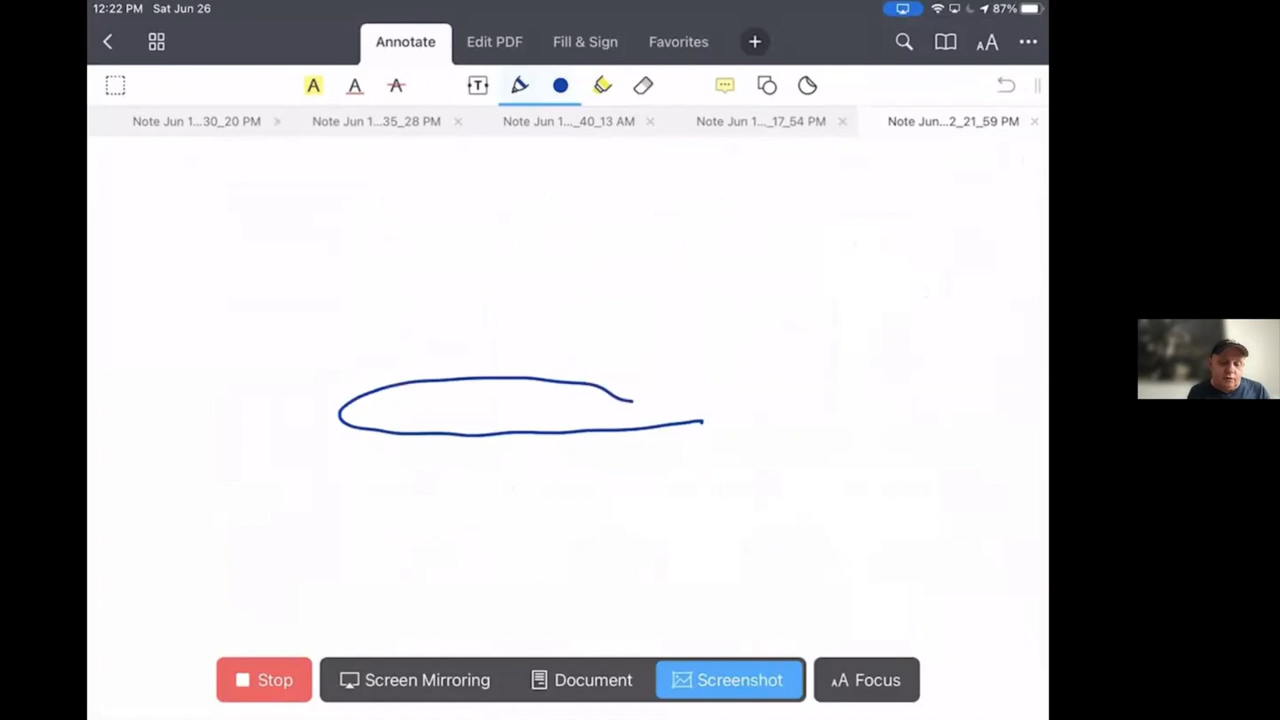 12:22 PM Sat Jun 26
87%
Annotate
Edit PDF
Fill & Sign
Favorites
AA
A
A
A
T
Note Jun 1...30_20 PM
Note Jun 1...35_28 PM
Note Jun 1..._40_13 AM
Note Jun 1..._17_54 PM
Note Jun...2_21_59 PM
Stop
Screen Mirroring
Document
Screenshot
AA Focus